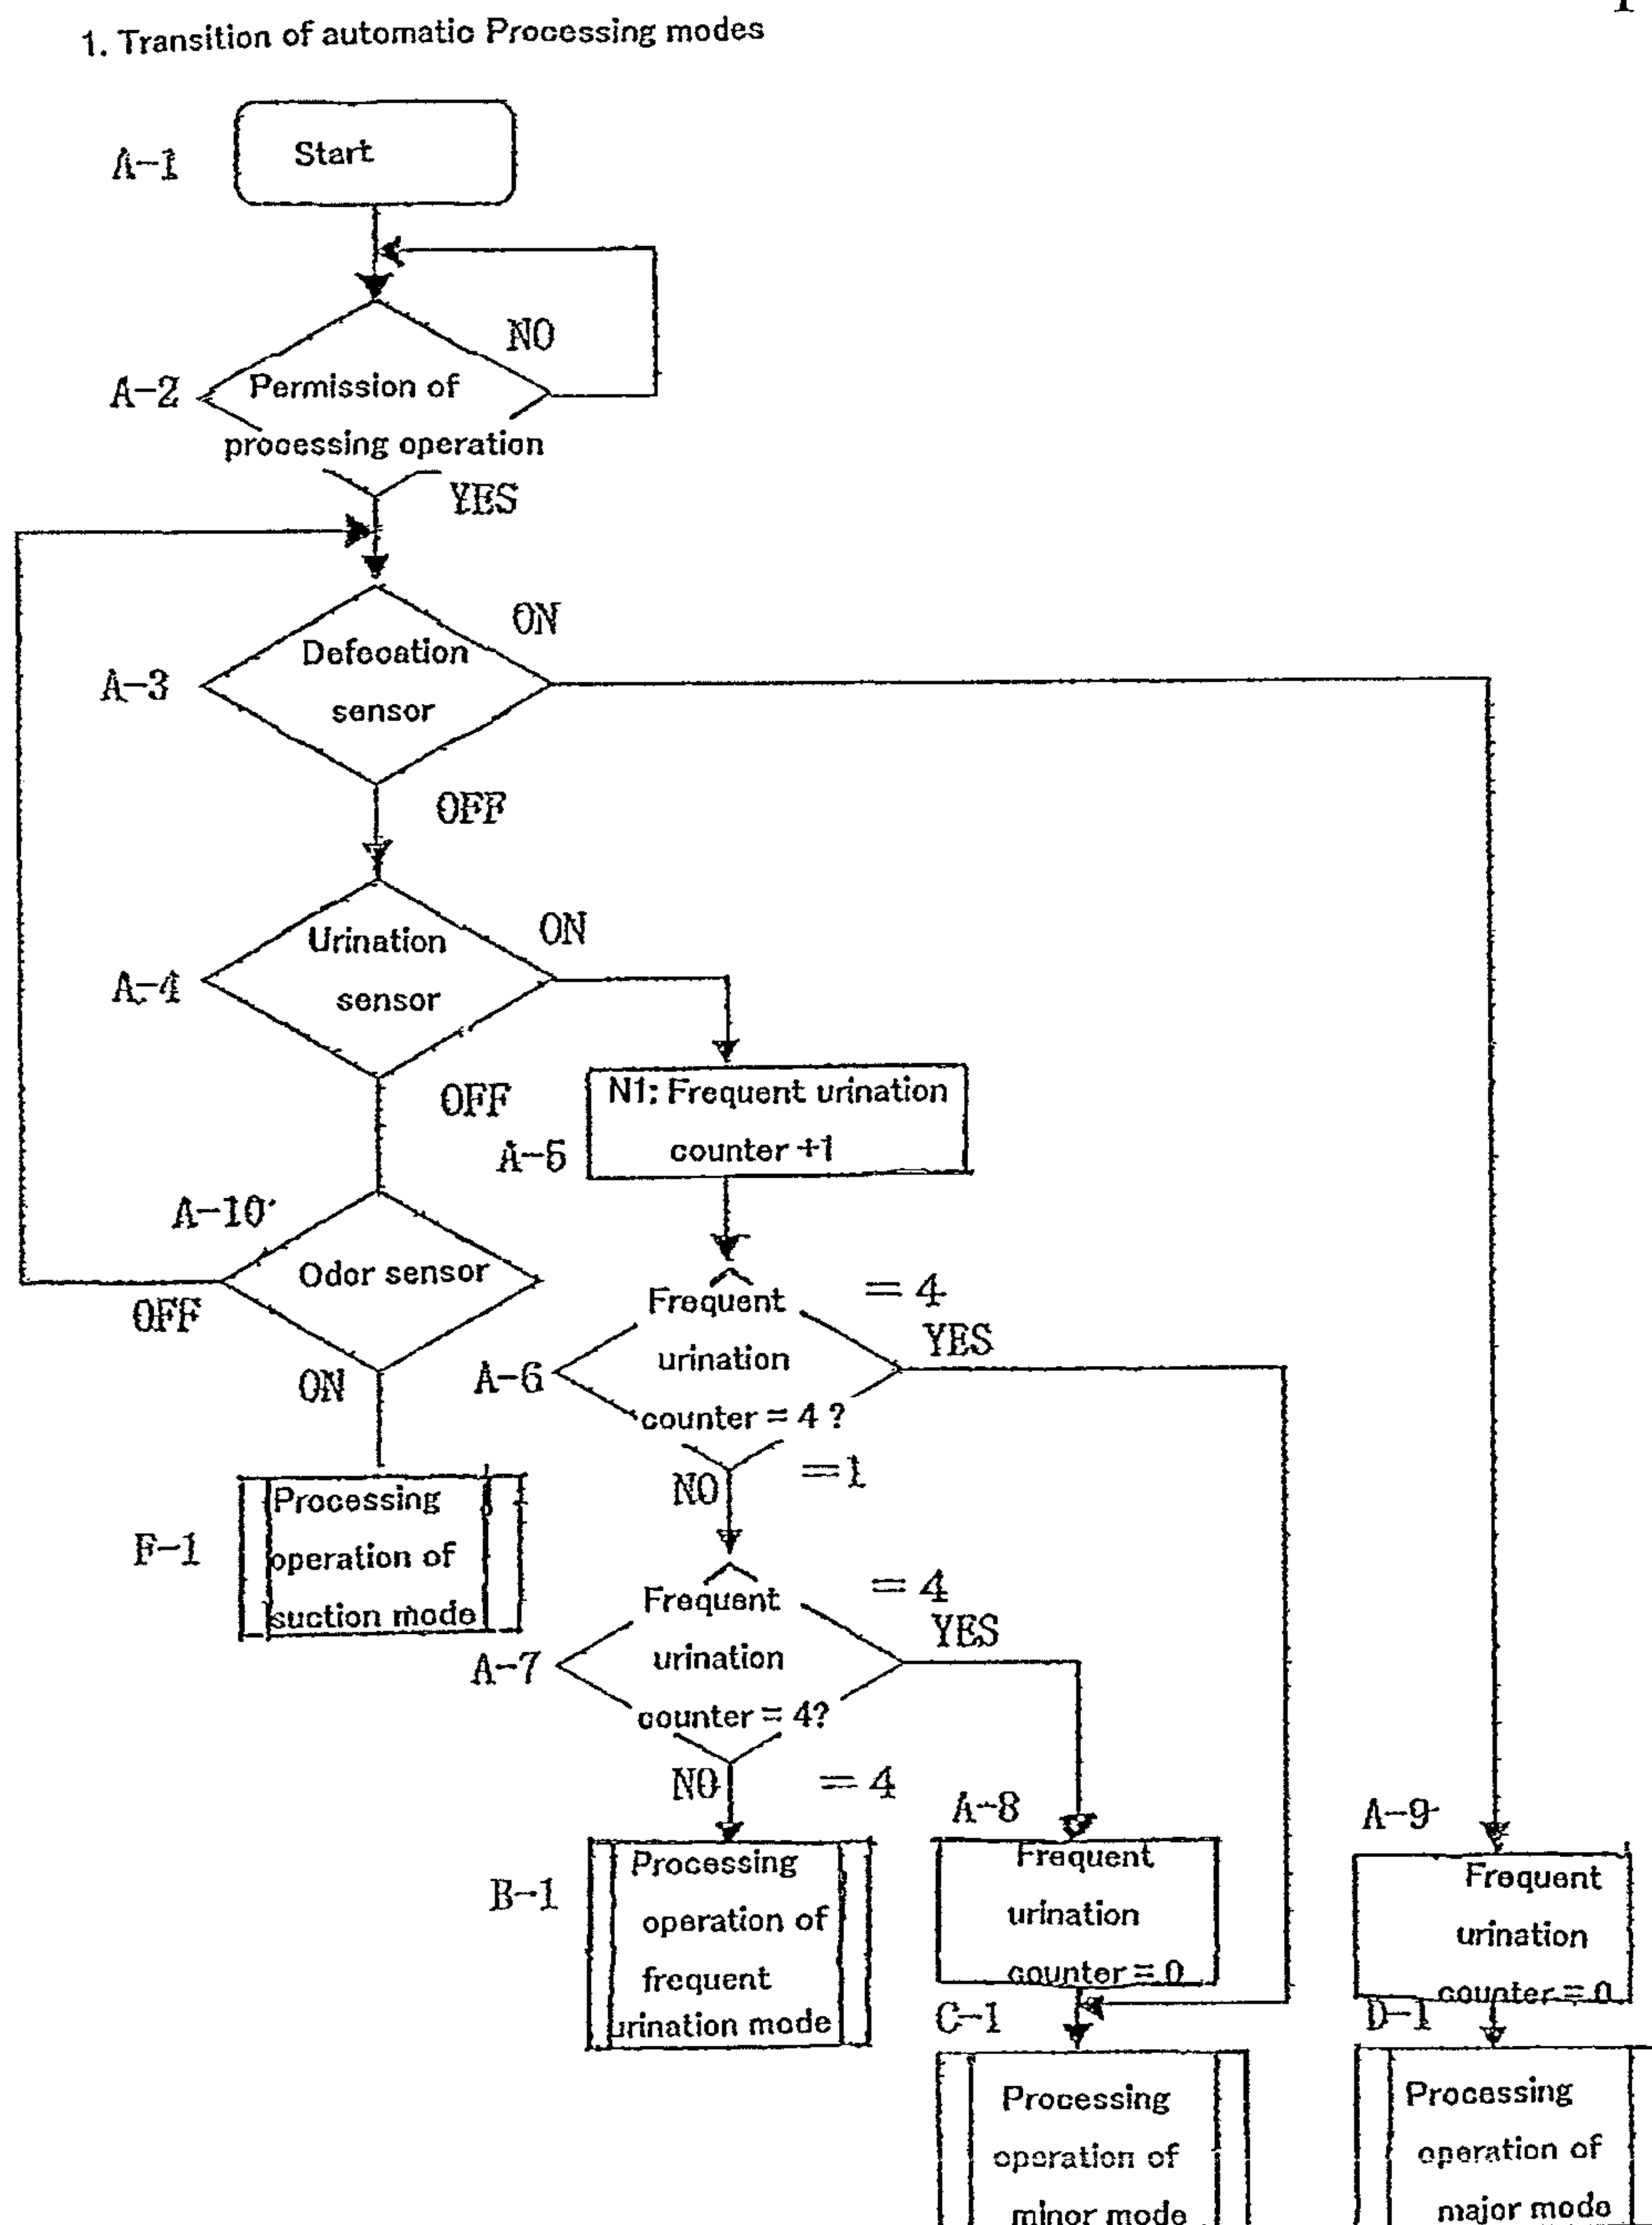 1. Transition of automatic Processing modes
A-1
Start
NO
A-2
Permission of
processing operation
YES
ON
A-3
Defecation
sensor
OFF
ON
A-4
Urination
sensor
OFF
N1: Frequent urination
counter +1
A-5
A-10
Odor sensor
OFF
ON
= 4
YES
A-6
Frequent
urination
counter = 4 ?
NO
=1
F-1
Processing
operation of
suction mode
= 4
YES
A-7
Frequent
urination
counter = 4?
NO
= 4
A-8
A-9
B-1
Processing
operation of
frequent
urination mode
Frequent
urination
counter = 0
Frequent
urination
counter = 0
C-1
D-1
Processing
operation of
minor mode
Processing
operation of
major mode